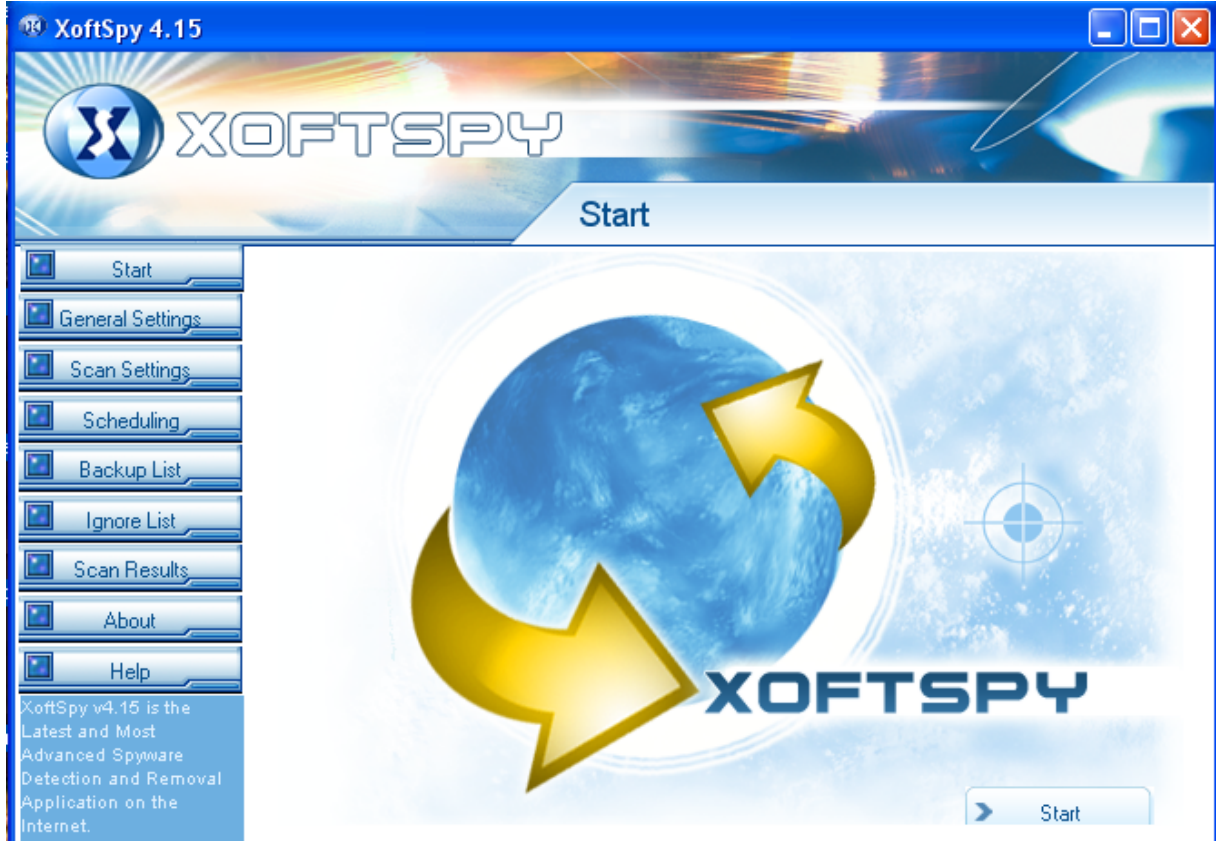 XoftSpy 4.15
XOFTSPY
Start
Start
General Settings
Scan Settings
Scheduling
Backup List
Ignore List
Scan Results
About
Help
XoftSpy v4.15 is the
Latest and Most
Advanced Spyware
Detection and Removal
Application on the
Internet.
XOFTSPY
Start